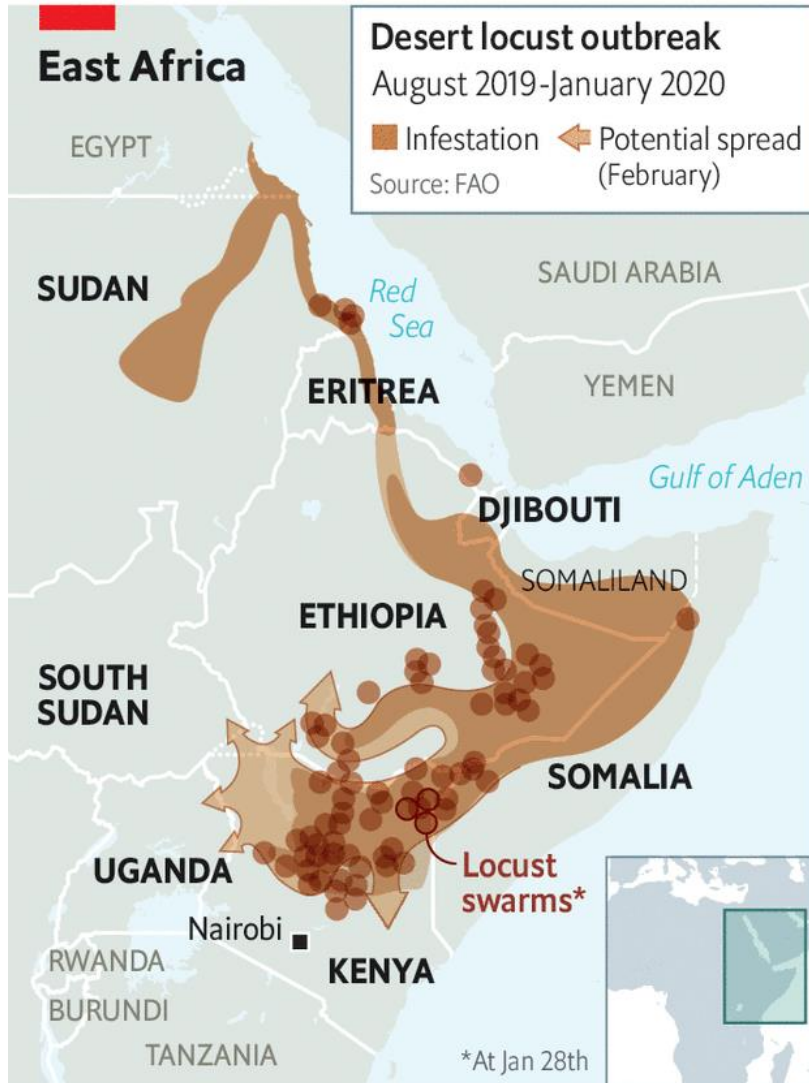 East Africa
Desert locust outbreak
August 2019-January 2020
Infestation
Potential spread
(February)
Source: FAO
EGYPT
SUDAN
Red
Sea
SAUDI ARABIA
ERITREA
YEMEN
Gulf of Aden
DJIBOUTI
SOMALILAND
ETHIOPIA
SOUTH
SUDAN
SOMALIA
UGANDA
Locust
swarms*
Nairobi
KENYA
RWANDA
BURUNDI
TANZANIA
*At Jan 28th